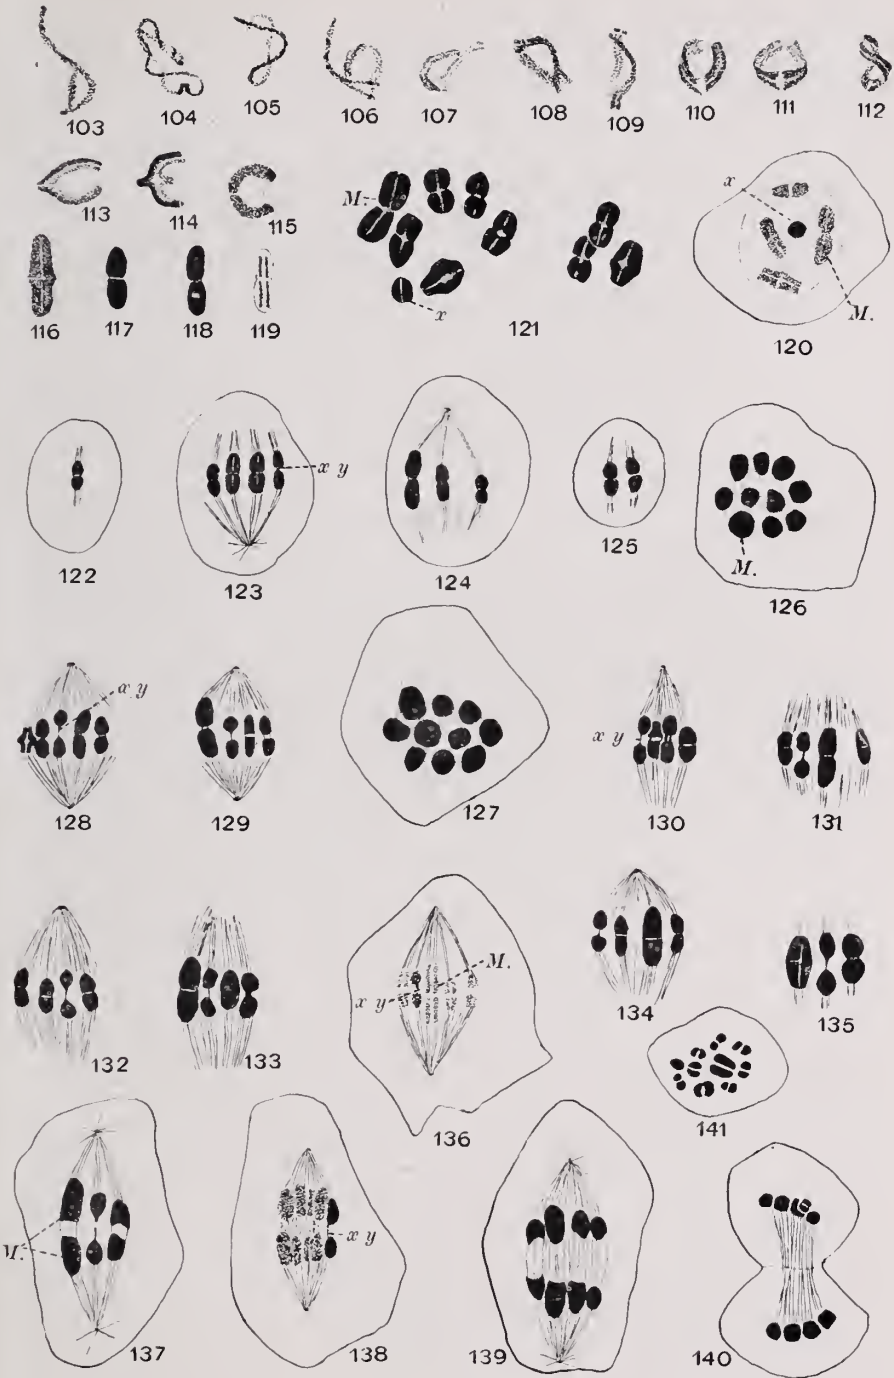 103 104 105 106 107 108 109 110 111 112
113 114 115
M. x
x M.
116 117 118 119 121 120
x y
122 123 124 125 M. 126
x y
x y
128 129 127 130 131
M.
x y
132 133 136 134 135
141
x y
M.
137 138 139 140